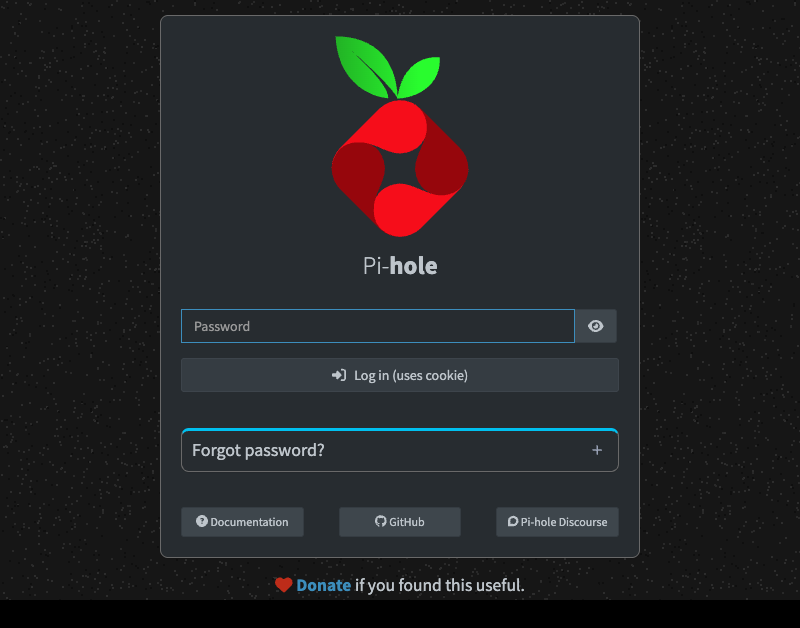 Pi-hole
Password
Log in (uses cookie)
Forgot password?
Documentation
GitHub
Pi-hole Discourse
Donate if you found this useful.